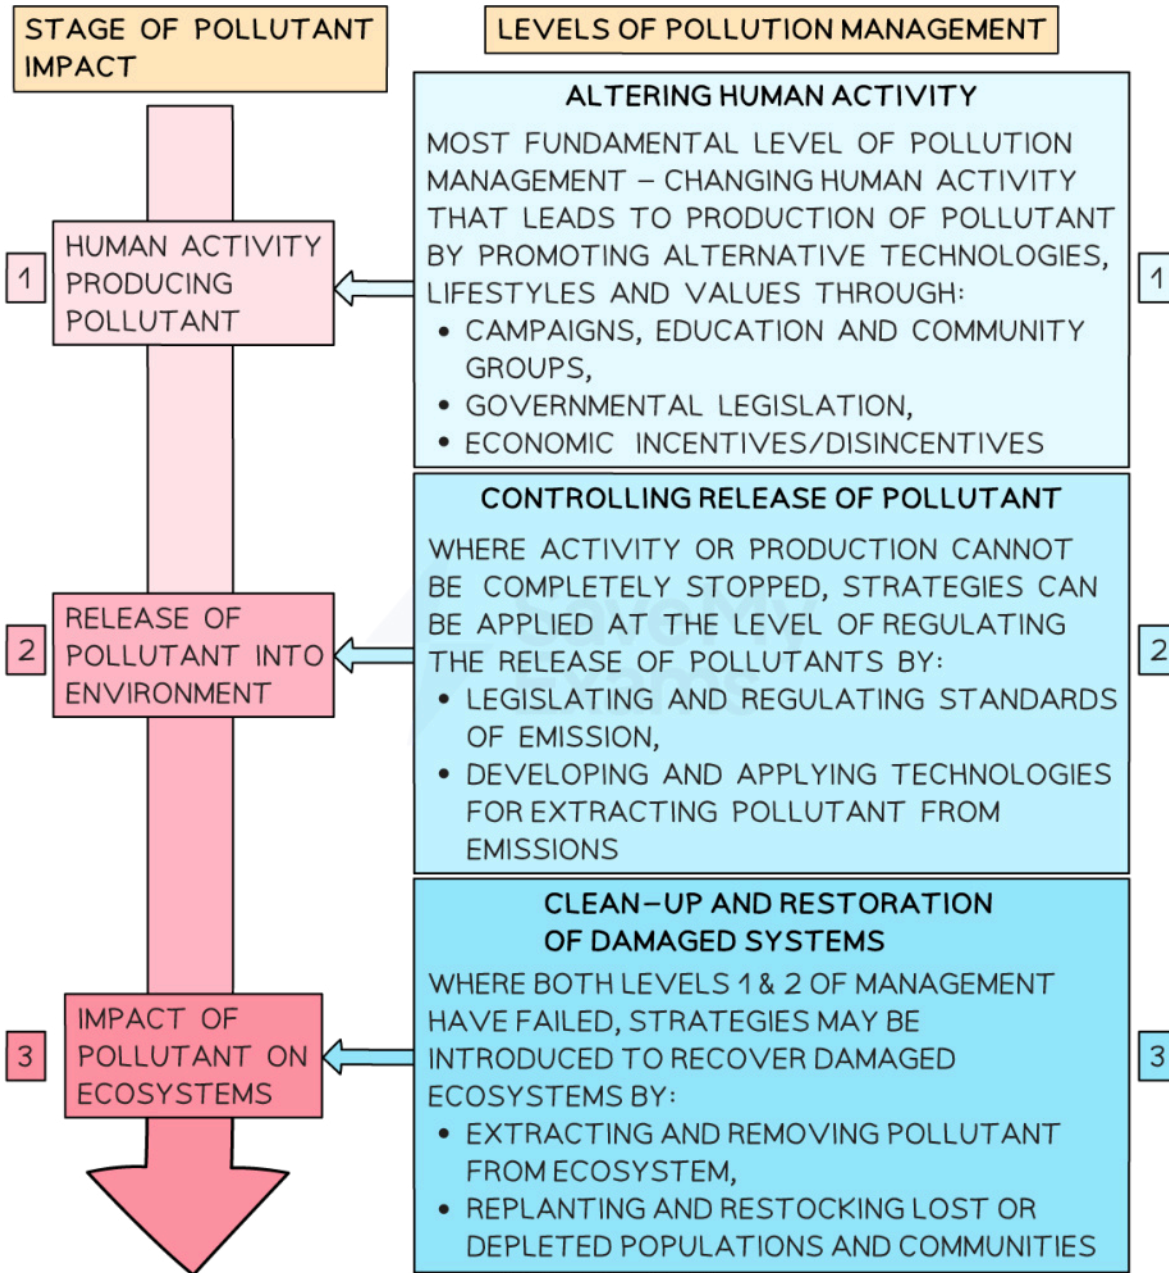 STAGE OF POLLUTANT
IMPACT
LEVELS OF POLLUTION MANAGEMENT
1
HUMAN ACTIVITY
PRODUCING
POLLUTANT
ALTERING HUMAN ACTIVITY
MOST FUNDAMENTAL LEVEL OF POLLUTION
MANAGEMENT – CHANGING HUMAN ACTIVITY
THAT LEADS TO PRODUCTION OF POLLUTANT
BY PROMOTING ALTERNATIVE TECHNOLOGIES,
LIFESTYLES AND VALUES THROUGH:
• CAMPAIGNS, EDUCATION AND COMMUNITY
GROUPS,
• GOVERNMENTAL LEGISLATION,
• ECONOMIC INCENTIVES/DISINCENTIVES
1
2
RELEASE OF
POLLUTANT INTO
ENVIRONMENT
CONTROLLING RELEASE OF POLLUTANT
WHERE ACTIVITY OR PRODUCTION CANNOT
BE COMPLETELY STOPPED, STRATEGIES CAN
BE APPLIED AT THE LEVEL OF REGULATING
THE RELEASE OF POLLUTANTS BY:
• LEGISLATING AND REGULATING STANDARDS
OF EMISSION,
• DEVELOPING AND APPLYING TECHNOLOGIES
FOR EXTRACTING POLLUTANT FROM
EMISSIONS
2
SaveMy
Exams
3
IMPACT OF
POLLUTANT ON
ECOSYSTEMS
CLEAN–UP AND RESTORATION
OF DAMAGED SYSTEMS
WHERE BOTH LEVELS 1 & 2 OF MANAGEMENT
HAVE FAILED, STRATEGIES MAY BE
INTRODUCED TO RECOVER DAMAGED
ECOSYSTEMS BY:
• EXTRACTING AND REMOVING POLLUTANT
FROM ECOSYSTEM,
• REPLANTING AND RESTOCKING LOST OR
DEPLETED POPULATIONS AND COMMUNITIES
3